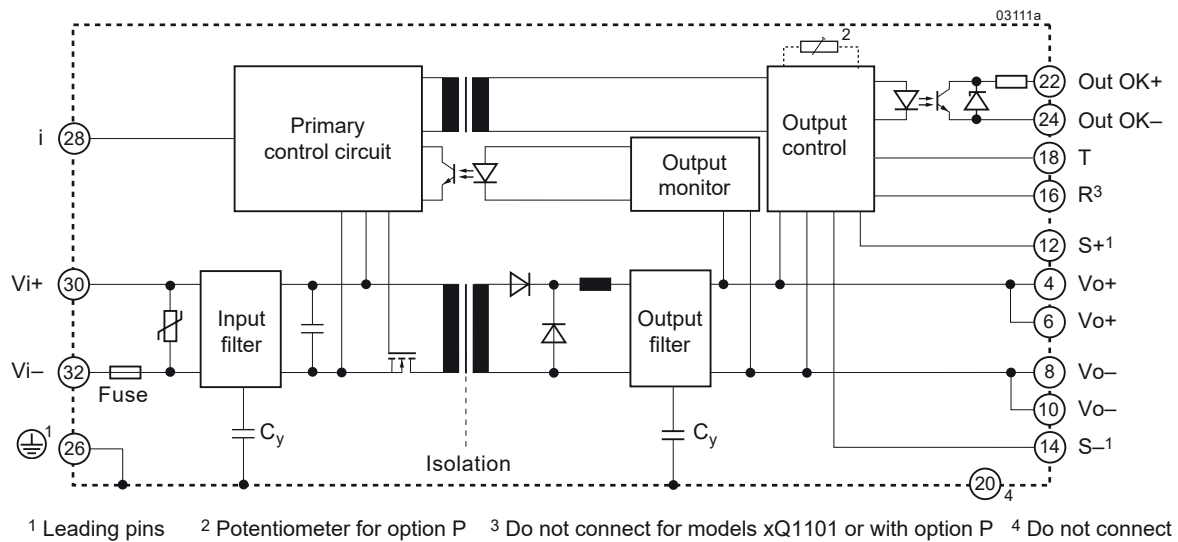 03111a
2
22 Out OK+
Primary
control circuit
Output
control
24 Out OK–
i 28
Output
monitor
18 T
16 R3
12 S+1
Vi+ 30
4 Vo+
Input
filter
Output
filter
6 Vo+
Vi– 32
8 Vo–
Fuse
10 Vo–
Cy
Cy
1 26
14 S–1
Isolation
20 4
1 Leading pins 2 Potentiometer for option P 3 Do not connect for models xQ1101 or with option P 4 Do not connect